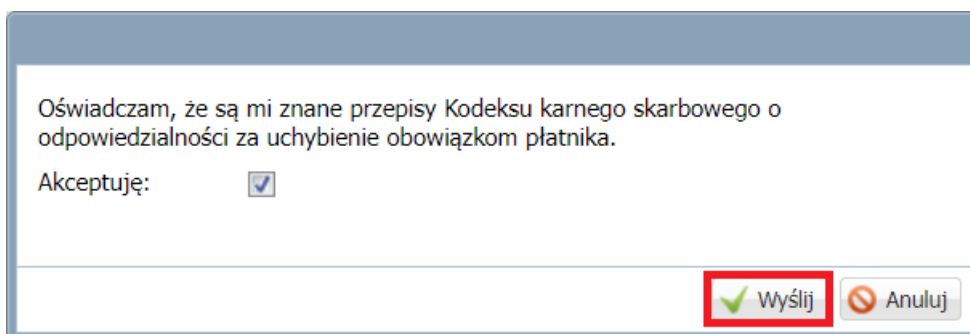 Oświadczam, że są mi znane przepisy Kodeksu karnego skarbowego o
odpowiedzialności za uchybienie obowiązkom płatnika.
Akceptuję:
Wyślij Anuluj